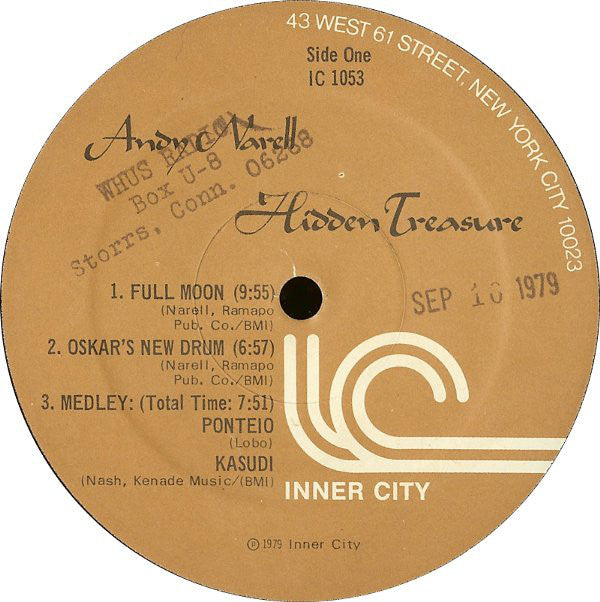 43 WEST 61 STREET, NEW YORK CITY 10023
Side One
IC 1053
Andy Narell
WHUS RADIO
Box U-8
Storrs, Conn. 06268
Hidden Treasure
SEP 10 1979
1. FULL MOON (9:55)
(Narell, Ramapo
Pub. Co./BMI)
2. OSKAR'S NEW DRUM (6:57)
(Narell, Ramapo
Pub. Co./BMI)
3. MEDLEY: (Total Time: 7:51)
PONTEIO
(Lobo)
KASUDI
(Nash, Kenade Music/(BMI)
INNER CITY
Ⓟ 1979 Inner City